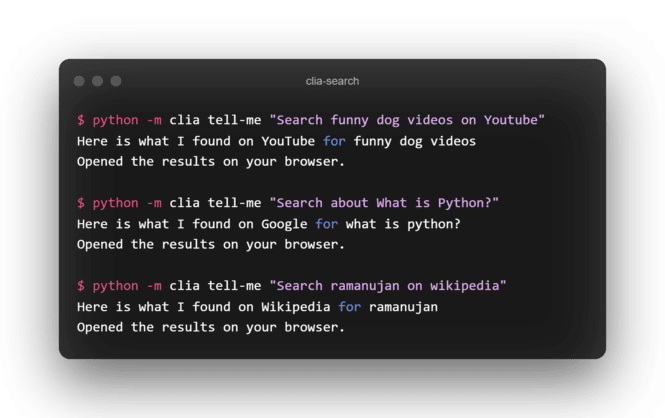 clia-search
$ python -m clia tell-me "Search funny dog videos on Youtube"
Here is what I found on YouTube for funny dog videos
Opened the results on your browser.
$ python -m clia tell-me "Search about What is Python?"
Here is what I found on Google for what is python?
Opened the results on your browser.
$ python -m clia tell-me "Search ramanujan on wikipedia"
Here is what I found on Wikipedia for ramanujan
Opened the results on your browser.